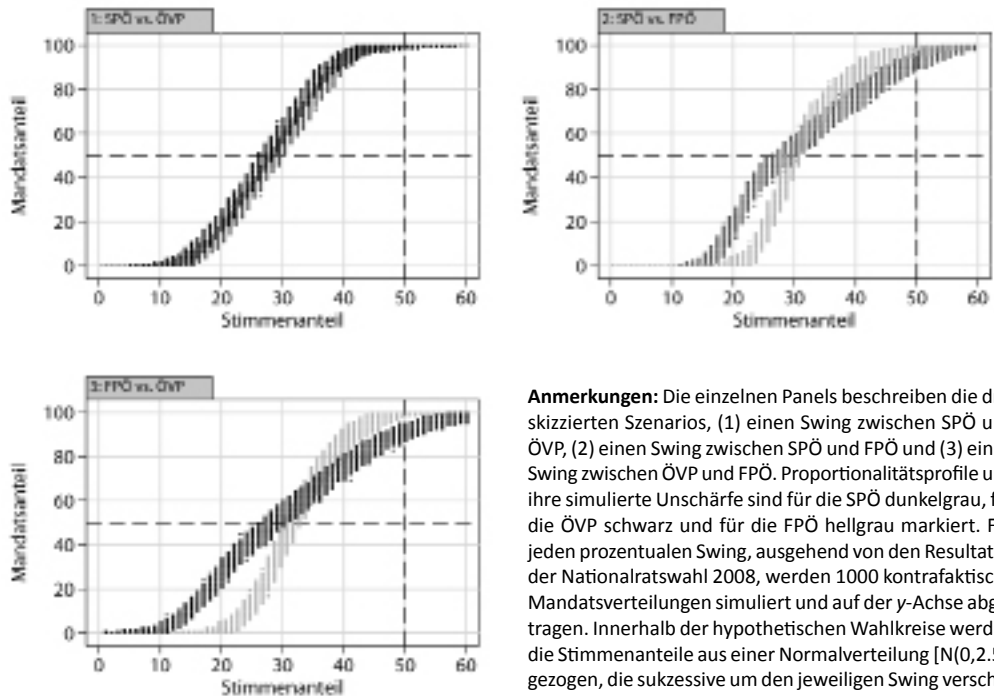 1: SPÖ vs. ÖVP
100
80
60
40
20
0
Mandatsanteil
0 10 20 30 40 50 60
Stimmenanteil
2: SPÖ vs. FPÖ
100
80
60
40
20
0
Mandatsanteil
0 10 20 30 40 50 60
Stimmenanteil
3: FPÖ vs. ÖVP
100
80
60
40
20
0
Mandatsanteil
0 10 20 30 40 50 60
Stimmenanteil
Anmerkungen: Die einzelnen Panels beschreiben die d
skizzierten Szenarios, (1) einen Swing zwischen SPÖ u
ÖVP, (2) einen Swing zwischen SPÖ und FPÖ und (3) ein
Swing zwischen ÖVP und FPÖ. Proportionalitätsprofile u
ihre simulierte Unschärfe sind für die SPÖ dunkelgrau, f
die ÖVP schwarz und für die FPÖ hellgrau markiert. F
jeden prozentualen Swing, ausgehend von den Resultat
der Nationalratswahl 2008, werden 1000 kontrafaktisc
Mandatsverteilungen simuliert und auf der y-Achse abg
tragen. Innerhalb der hypothetischen Wahlkreise werd
die Stimmenanteile aus einer Normalverteilung [N(0,2.5
gezogen, die sukzessive um den jeweiligen Swing versch